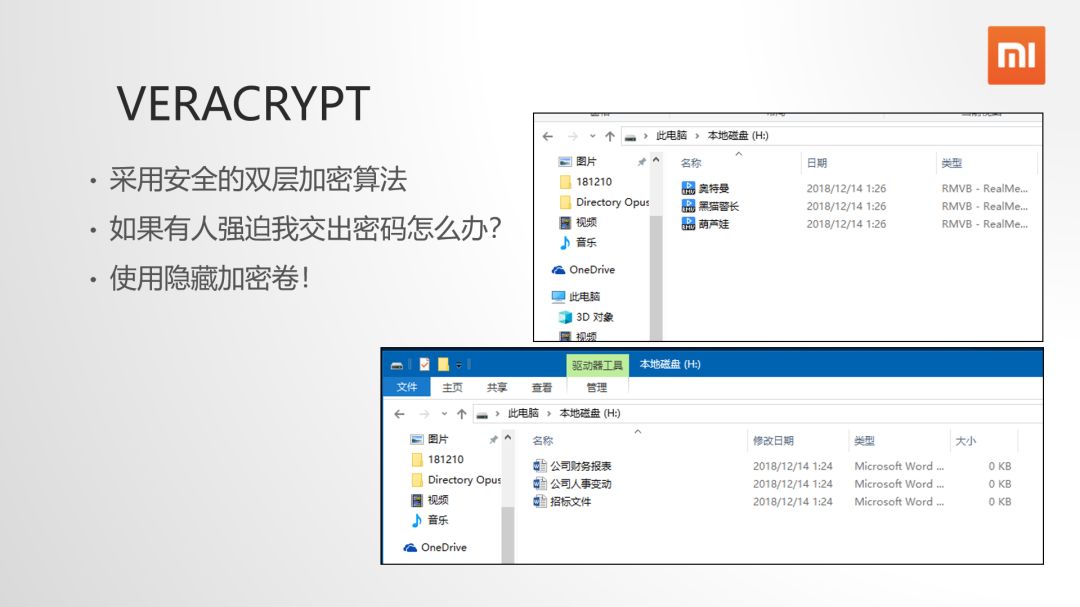 mi
VERACRYPT
• 采用安全的双层加密算法
• 如果有人强迫我交出密码怎么办？
• 使用隐藏加密卷！
此电脑 › 本地磁盘 (H:)
图片
181210
Directory Opus
视频
音乐
OneDrive
此电脑
3D 对象
视频
名称 日期 类型
奥特曼 2018/12/14 1:26 RMVB - RealMe...
黑猫警长 2018/12/14 1:26 RMVB - RealMe...
葫芦娃 2018/12/14 1:26 RMVB - RealMe...
驱动器工具 本地磁盘 (H:)
文件 主页 共享 查看 管理
此电脑 › 本地磁盘 (H:)
图片
181210
Directory Opus
视频
音乐
OneDrive
名称 修改日期 类型 大小
公司财务报表 2018/12/14 1:24 Microsoft Word ... 0 KB
公司人事变动 2018/12/14 1:24 Microsoft Word ... 0 KB
招标文件 2018/12/14 1:24 Microsoft Word ... 0 KB